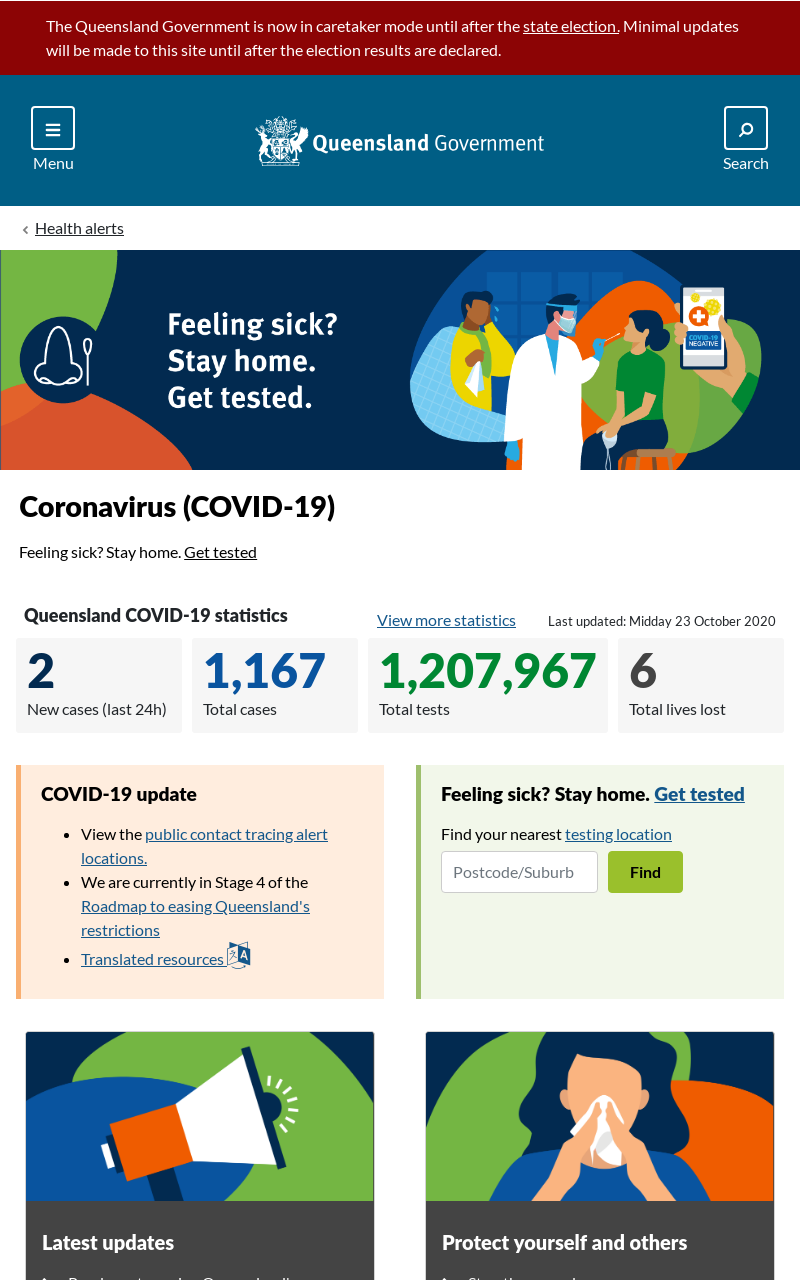 The Queensland Government is now in caretaker mode until after the state election. Minimal updates
will be made to this site until after the election results are declared.
Menu
Queensland Government
Search
Health alerts
Feeling sick?
Stay home.
Get tested.
COVID-19
NEGATIVE
Coronavirus (COVID-19)
Feeling sick? Stay home. Get tested
Queensland COVID-19 statistics
View more statistics
Last updated: Midday 23 October 2020
2
New cases (last 24h)
1,167
Total cases
1,207,967
Total tests
6
Total lives lost
COVID-19 update
View the public contact tracing alert
locations.
We are currently in Stage 4 of the
Roadmap to easing Queensland's
restrictions
Translated resources
Feeling sick? Stay home. Get tested
Find your nearest testing location
Postcode/Suburb
Find
Latest updates
Protect yourself and others